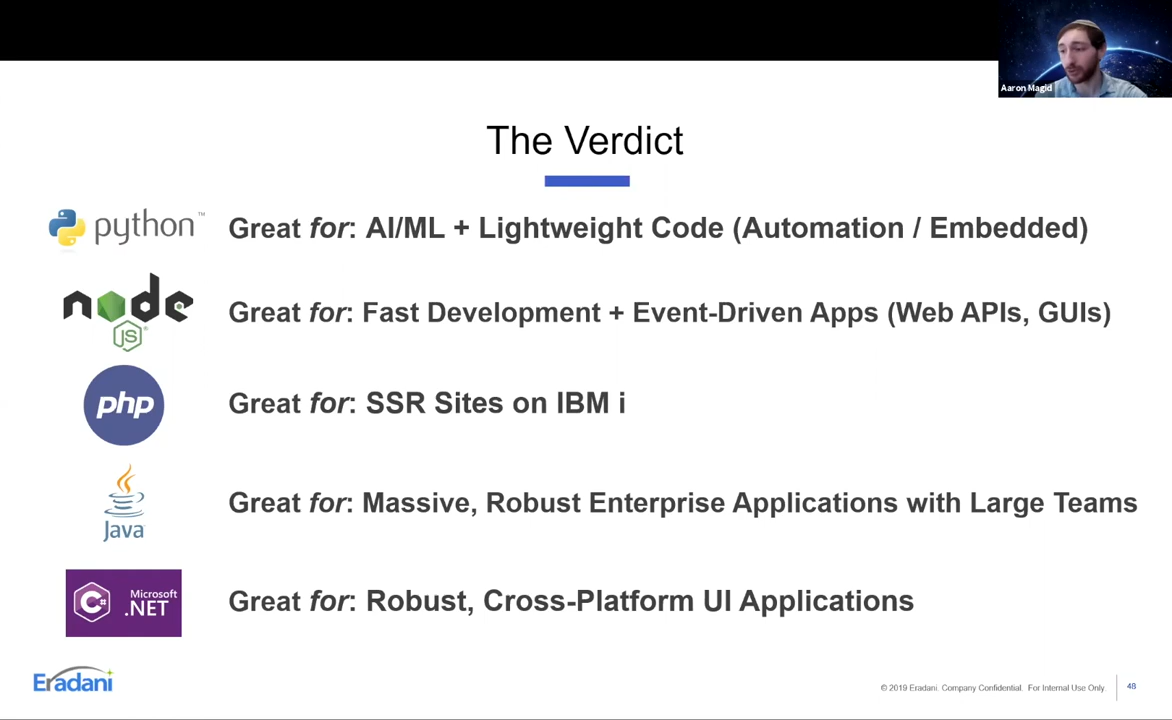 Aaron Magid
The Verdict
python™
Great for: AI/ML + Lightweight Code (Automation / Embedded)
node
JS®
Great for: Fast Development + Event-Driven Apps (Web APIs, GUIs)
php
Great for: SSR Sites on IBM i
Java
Great for: Massive, Robust Enterprise Applications with Large Teams
C#
Microsoft
.NET
Great for: Robust, Cross-Platform UI Applications
Eradani
© 2019 Eradani. Company Confidential. For Internal Use Only
48